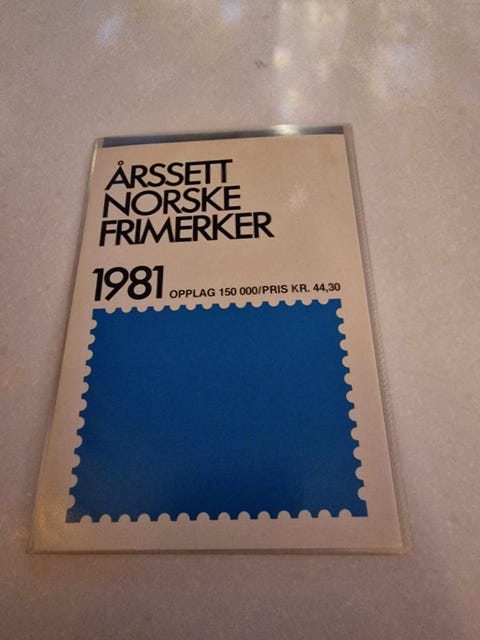 ÅRSSETT
NORSKE
FRIMERKER
1981 OPPLAG 150 000/PRIS KR. 44,30